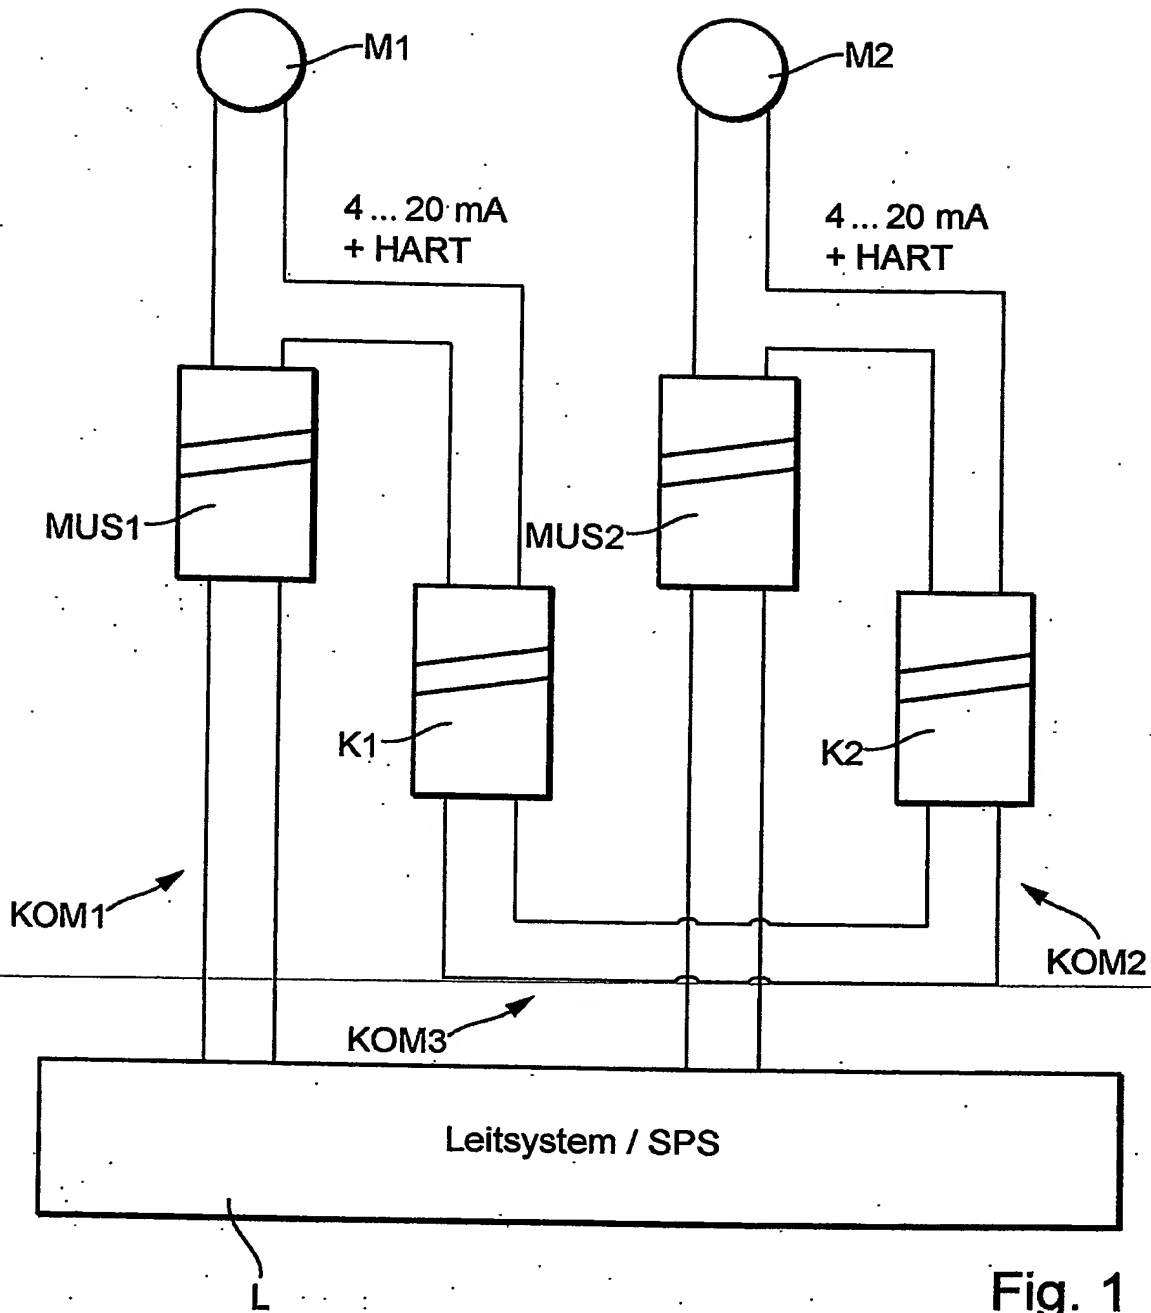 M1
M2
4 ... 20 mA
+ HART
4 ... 20 mA
+ HART
MUS1
MUS2
K1
K2
KOM1
KOM2
KOM3
Leitsystem / SPS
L
Fig. 1